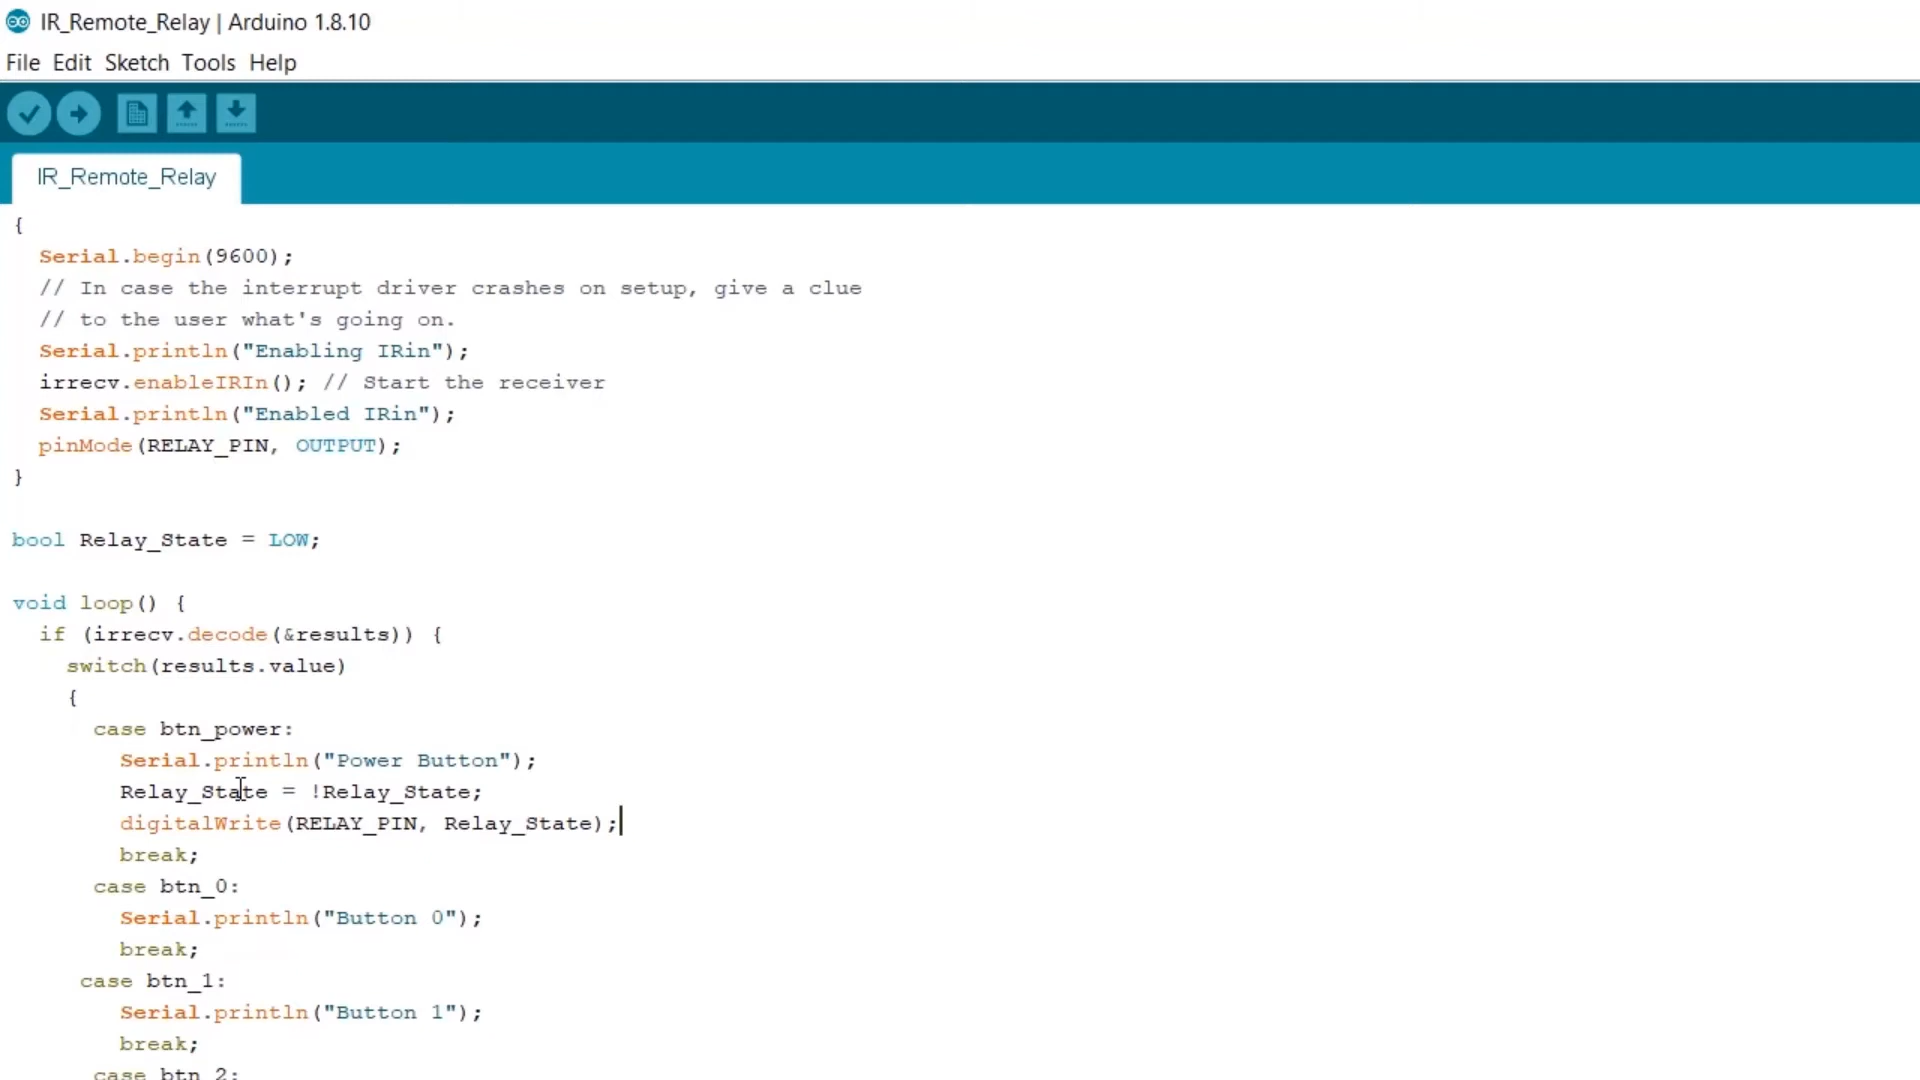 IR_Remote_Relay | Arduino 1.8.10
File Edit Sketch Tools Help
IR_Remote_Relay
{
  Serial.begin(9600);
  // In case the interrupt driver crashes on setup, give a clue
  // to the user what's going on.
  Serial.println("Enabling IRin");
  irrecv.enableIRIn(); // Start the receiver
  Serial.println("Enabled IRin");
  pinMode(RELAY_PIN, OUTPUT);
}
bool Relay_State = LOW;
void loop() {
  if (irrecv.decode(&results)) {
    switch(results.value)
    {
      case btn_power:
        Serial.println("Power Button");
        Relay_State = !Relay_State;
        digitalWrite(RELAY_PIN, Relay_State);
        break;
      case btn_0:
        Serial.println("Button 0");
        break;
     case btn_1:
        Serial.println("Button 1");
        break;
      case btn_2: